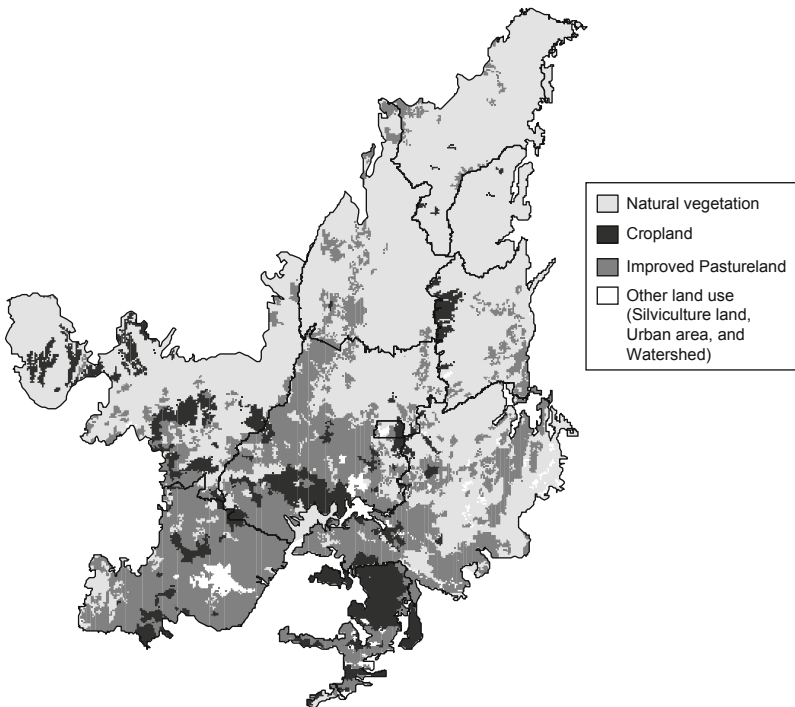 Natural vegetation
Cropland
Improved Pastureland
Other land use
(Silviculture land,
Urban area, and
Watershed)